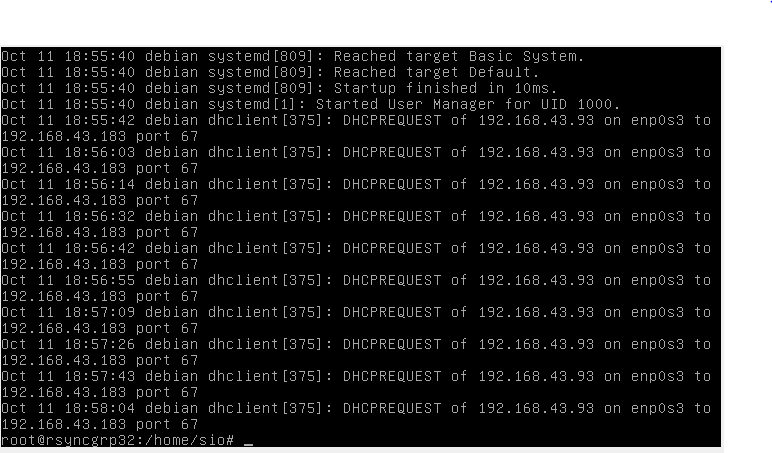 Oct 11 18:55:40 debian systemd[809]: Reached target Basic System.
Oct 11 18:55:40 debian systemd[809]: Reached target Default.
Oct 11 18:55:40 debian systemd[809]: Startup finished in 10ms.
Oct 11 18:55:40 debian systemd[1]: Started User Manager for UID 1000.
Oct 11 18:55:42 debian dhclient[375]: DHCPREQUEST of 192.168.43.93 on enp0s3 to
192.168.43.183 port 67
Oct 11 18:56:03 debian dhclient[375]: DHCPREQUEST of 192.168.43.93 on enp0s3 to
192.168.43.183 port 67
Oct 11 18:56:14 debian dhclient[375]: DHCPREQUEST of 192.168.43.93 on enp0s3 to
192.168.43.183 port 67
Oct 11 18:56:32 debian dhclient[375]: DHCPREQUEST of 192.168.43.93 on enp0s3 to
192.168.43.183 port 67
Oct 11 18:56:42 debian dhclient[375]: DHCPREQUEST of 192.168.43.93 on enp0s3 to
192.168.43.183 port 67
Oct 11 18:56:55 debian dhclient[375]: DHCPREQUEST of 192.168.43.93 on enp0s3 to
192.168.43.183 port 67
Oct 11 18:57:09 debian dhclient[375]: DHCPREQUEST of 192.168.43.93 on enp0s3 to
192.168.43.183 port 67
Oct 11 18:57:26 debian dhclient[375]: DHCPREQUEST of 192.168.43.93 on enp0s3 to
192.168.43.183 port 67
Oct 11 18:57:43 debian dhclient[375]: DHCPREQUEST of 192.168.43.93 on enp0s3 to
192.168.43.183 port 67
Oct 11 18:58:04 debian dhclient[375]: DHCPREQUEST of 192.168.43.93 on enp0s3 to
192.168.43.183 port 67
root@rsyncgrp32:/home/sio# _